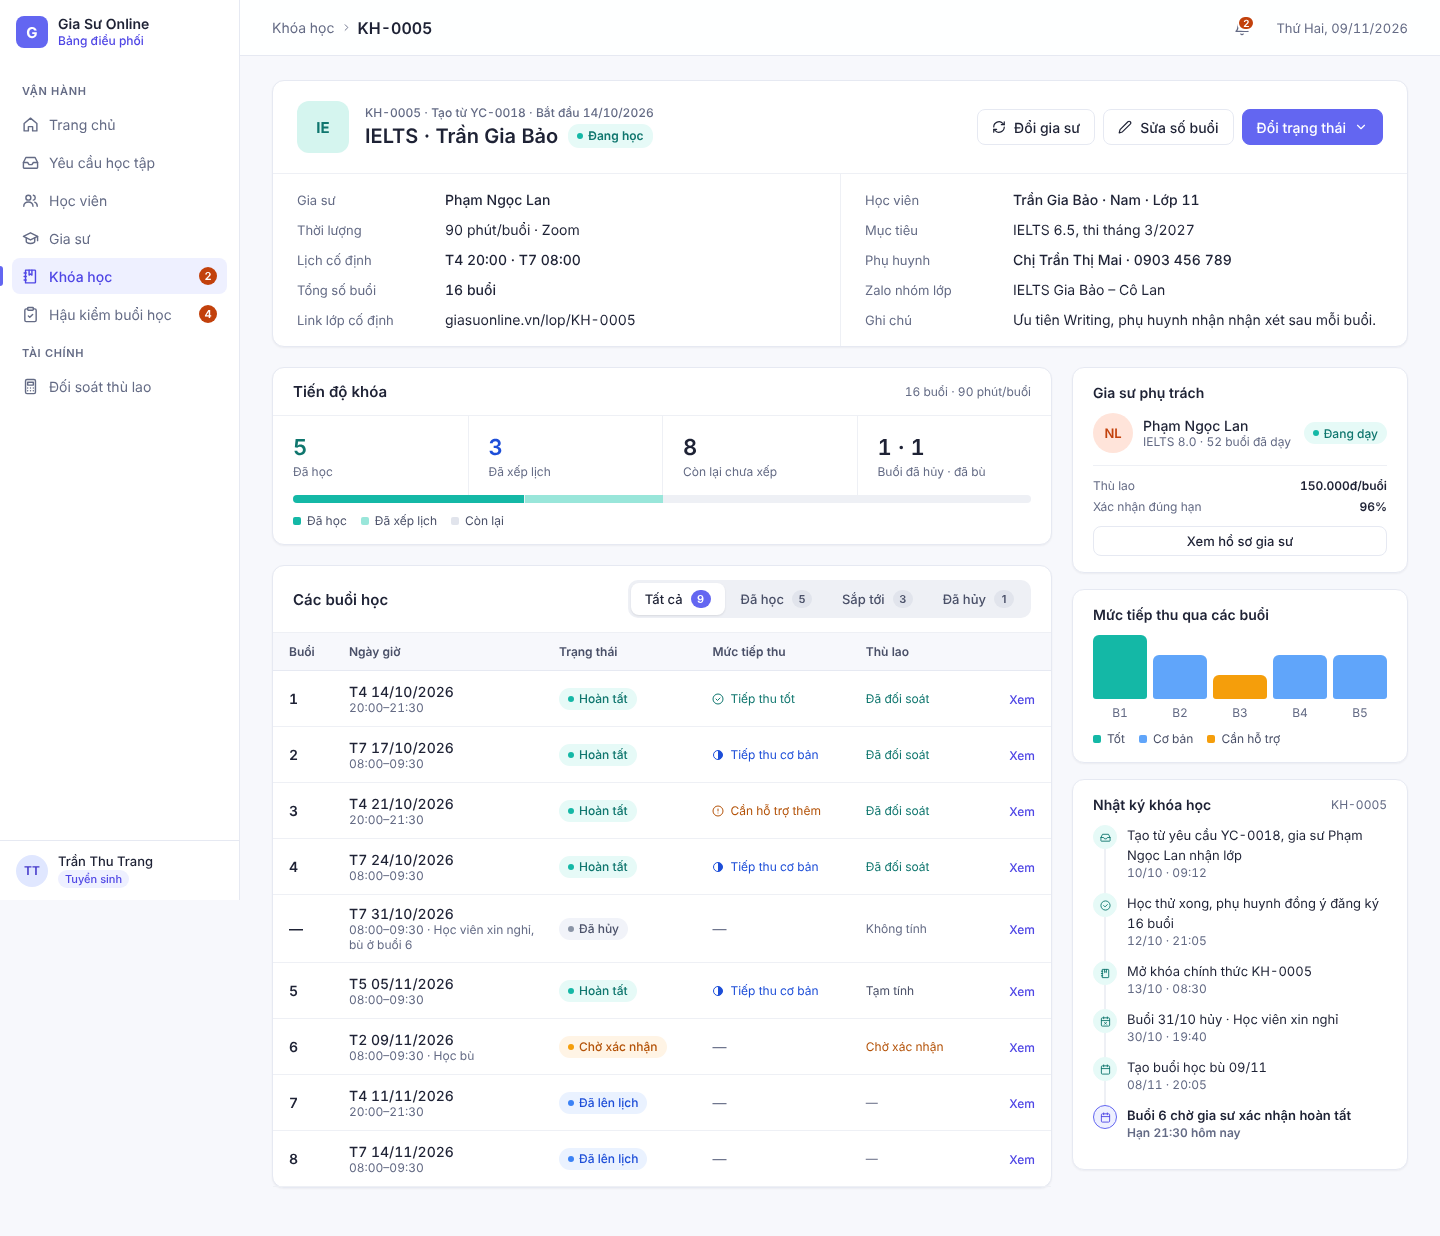 G
Gia Sư Online
Bảng điều phối
VẬN HÀNH
Trang chủ
Yêu cầu học tập
Học viên
Gia sư
Khóa học
2
Hậu kiểm buổi học
4
TÀI CHÍNH
Đối soát thù lao
TT
Trần Thu Trang
Tuyển sinh
Khóa học
KH-0005
2
Thứ Hai, 09/11/2026
IE
KH-0005 · Tạo từ YC-0018 · Bắt đầu 14/10/2026
IELTS · Trần Gia Bảo
Đang học
Đổi gia sư
Sửa số buổi
Đổi trạng thái
Gia sư
Phạm Ngọc Lan
Thời lượng
90 phút/buổi · Zoom
Lịch cố định
T4 20:00 · T7 08:00
Tổng số buổi
16 buổi
Link lớp cố định
giasuonline.vn/lop/KH-0005
Học viên
Trần Gia Bảo · Nam · Lớp 11
Mục tiêu
IELTS 6.5, thi tháng 3/2027
Phụ huynh
Chị Trần Thị Mai · 0903 456 789
Zalo nhóm lớp
IELTS Gia Bảo – Cô Lan
Ghi chú
Ưu tiên Writing, phụ huynh nhận nhận xét sau mỗi buổi.
Tiến độ khóa
16 buổi · 90 phút/buổi
5
Đã học
3
Đã xếp lịch
8
Còn lại chưa xếp
1 · 1
Buổi đã hủy · đã bù
Đã học
Đã xếp lịch
Còn lại
Các buổi học
Tất cả 9
Đã học 5
Sắp tới 3
Đã hủy 1
Buổi Ngày giờ Trạng thái Mức tiếp thu Thù lao
1 T4 14/10/2026 Hoàn tất Tiếp thu tốt Đã đối soát Xem
20:00–21:30
2 T7 17/10/2026 Hoàn tất Tiếp thu cơ bản Đã đối soát Xem
08:00–09:30
3 T4 21/10/2026 Hoàn tất Cần hỗ trợ thêm Đã đối soát Xem
20:00–21:30
4 T7 24/10/2026 Hoàn tất Tiếp thu cơ bản Đã đối soát Xem
08:00–09:30
— T7 31/10/2026 Đã hủy — Không tính Xem
08:00–09:30 · Học viên xin nghỉ,
bù ở buổi 6
5 T5 05/11/2026 Hoàn tất Tiếp thu cơ bản Tạm tính Xem
08:00–09:30
6 T2 09/11/2026 Chờ xác nhận — Chờ xác nhận Xem
08:00–09:30 · Học bù
7 T4 11/11/2026 Đã lên lịch — — Xem
20:00–21:30
8 T7 14/11/2026 Đã lên lịch — — Xem
08:00–09:30
Gia sư phụ trách
NL
Phạm Ngọc Lan
IELTS 8.0 · 52 buổi đã dạy
Đang dạy
Thù lao
150.000đ/buổi
Xác nhận đúng hạn
96%
Xem hồ sơ gia sư
Mức tiếp thu qua các buổi
B1 B2 B3 B4 B5
Tốt
Cơ bản
Cần hỗ trợ
Nhật ký khóa học
KH-0005
Tạo từ yêu cầu YC-0018, gia sư Phạm
Ngọc Lan nhận lớp
10/10 · 09:12
Học thử xong, phụ huynh đồng ý đăng ký
16 buổi
12/10 · 21:05
Mở khóa chính thức KH-0005
13/10 · 08:30
Buổi 31/10 hủy · Học viên xin nghỉ
30/10 · 19:40
Tạo buổi học bù 09/11
08/11 · 20:05
Buổi 6 chờ gia sư xác nhận hoàn tất
Hạn 21:30 hôm nay